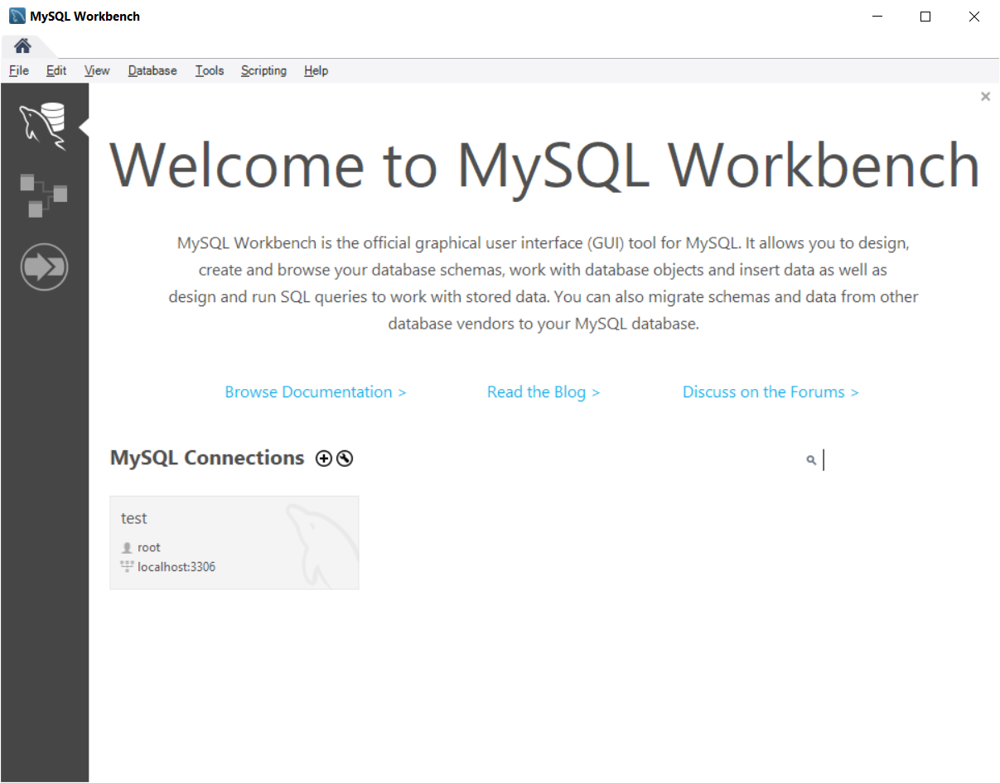 MySQL Workbench
File Edit View Database Tools Scripting Help
Welcome to MySQL Workbench
MySQL Workbench is the official graphical user interface (GUI) tool for MySQL. It allows you to design,
create and browse your database schemas, work with database objects and insert data as well as
design and run SQL queries to work with stored data. You can also migrate schemas and data from other
database vendors to your MySQL database.
Browse Documentation > Read the Blog > Discuss on the Forums >
MySQL Connections
test
root
localhost:3306